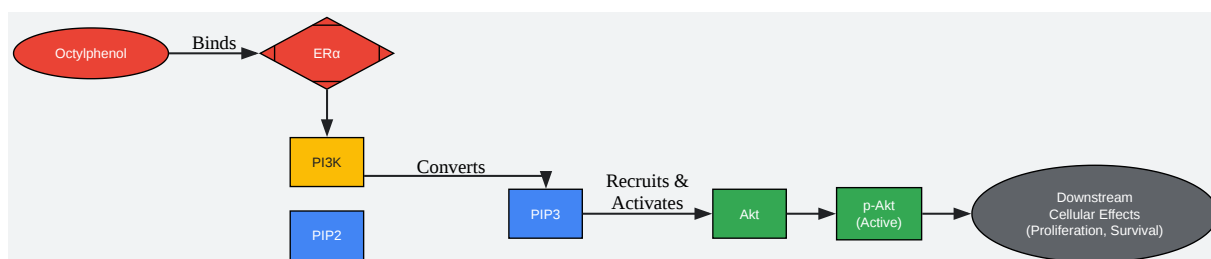 Octylphenol
Binds
ERα
PI3K
Converts
PIP2
PIP3
Recruits &
Activates
Akt
p-Akt
(Active)
Downstream
Cellular Effects
(Proliferation, Survival)